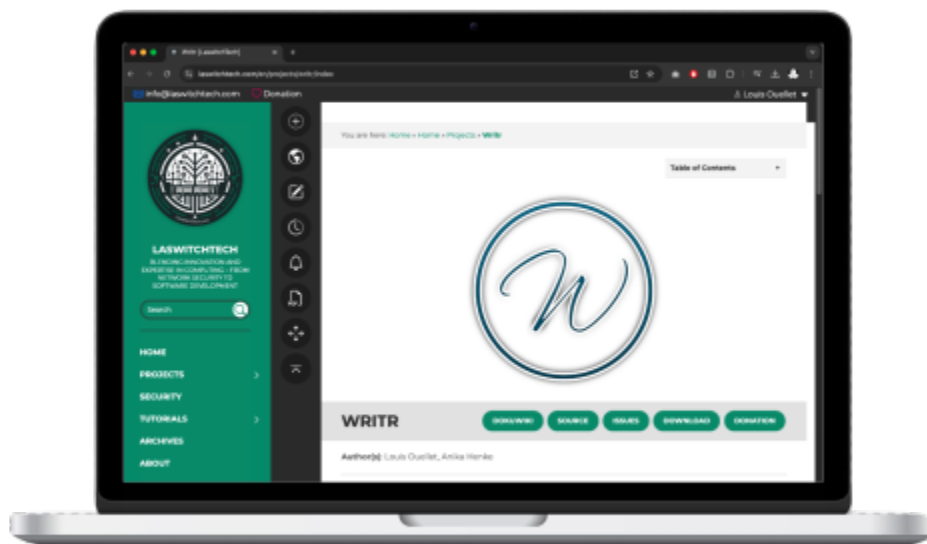 Writr [LaswitchTech]
laswitchtech.com/en/projects/writr/index
info@laswitchtech.com
Donation
Louis Ouellet
LASWITCHTECH
BLENDING INNOVATION AND
EXPERTISE IN COMPUTING - FROM
NETWORK SECURITY TO
SOFTWARE DEVELOPMENT
Search
HOME
PROJECTS
SECURITY
TUTORIALS
ARCHIVES
ABOUT
You are here: Home » Home » Projects » Writr
Table of Contents
W
WRITR
DOKUWIKI
SOURCE
ISSUES
DOWNLOAD
DONATION
Author(s): Louis Ouellet, Anika Henke